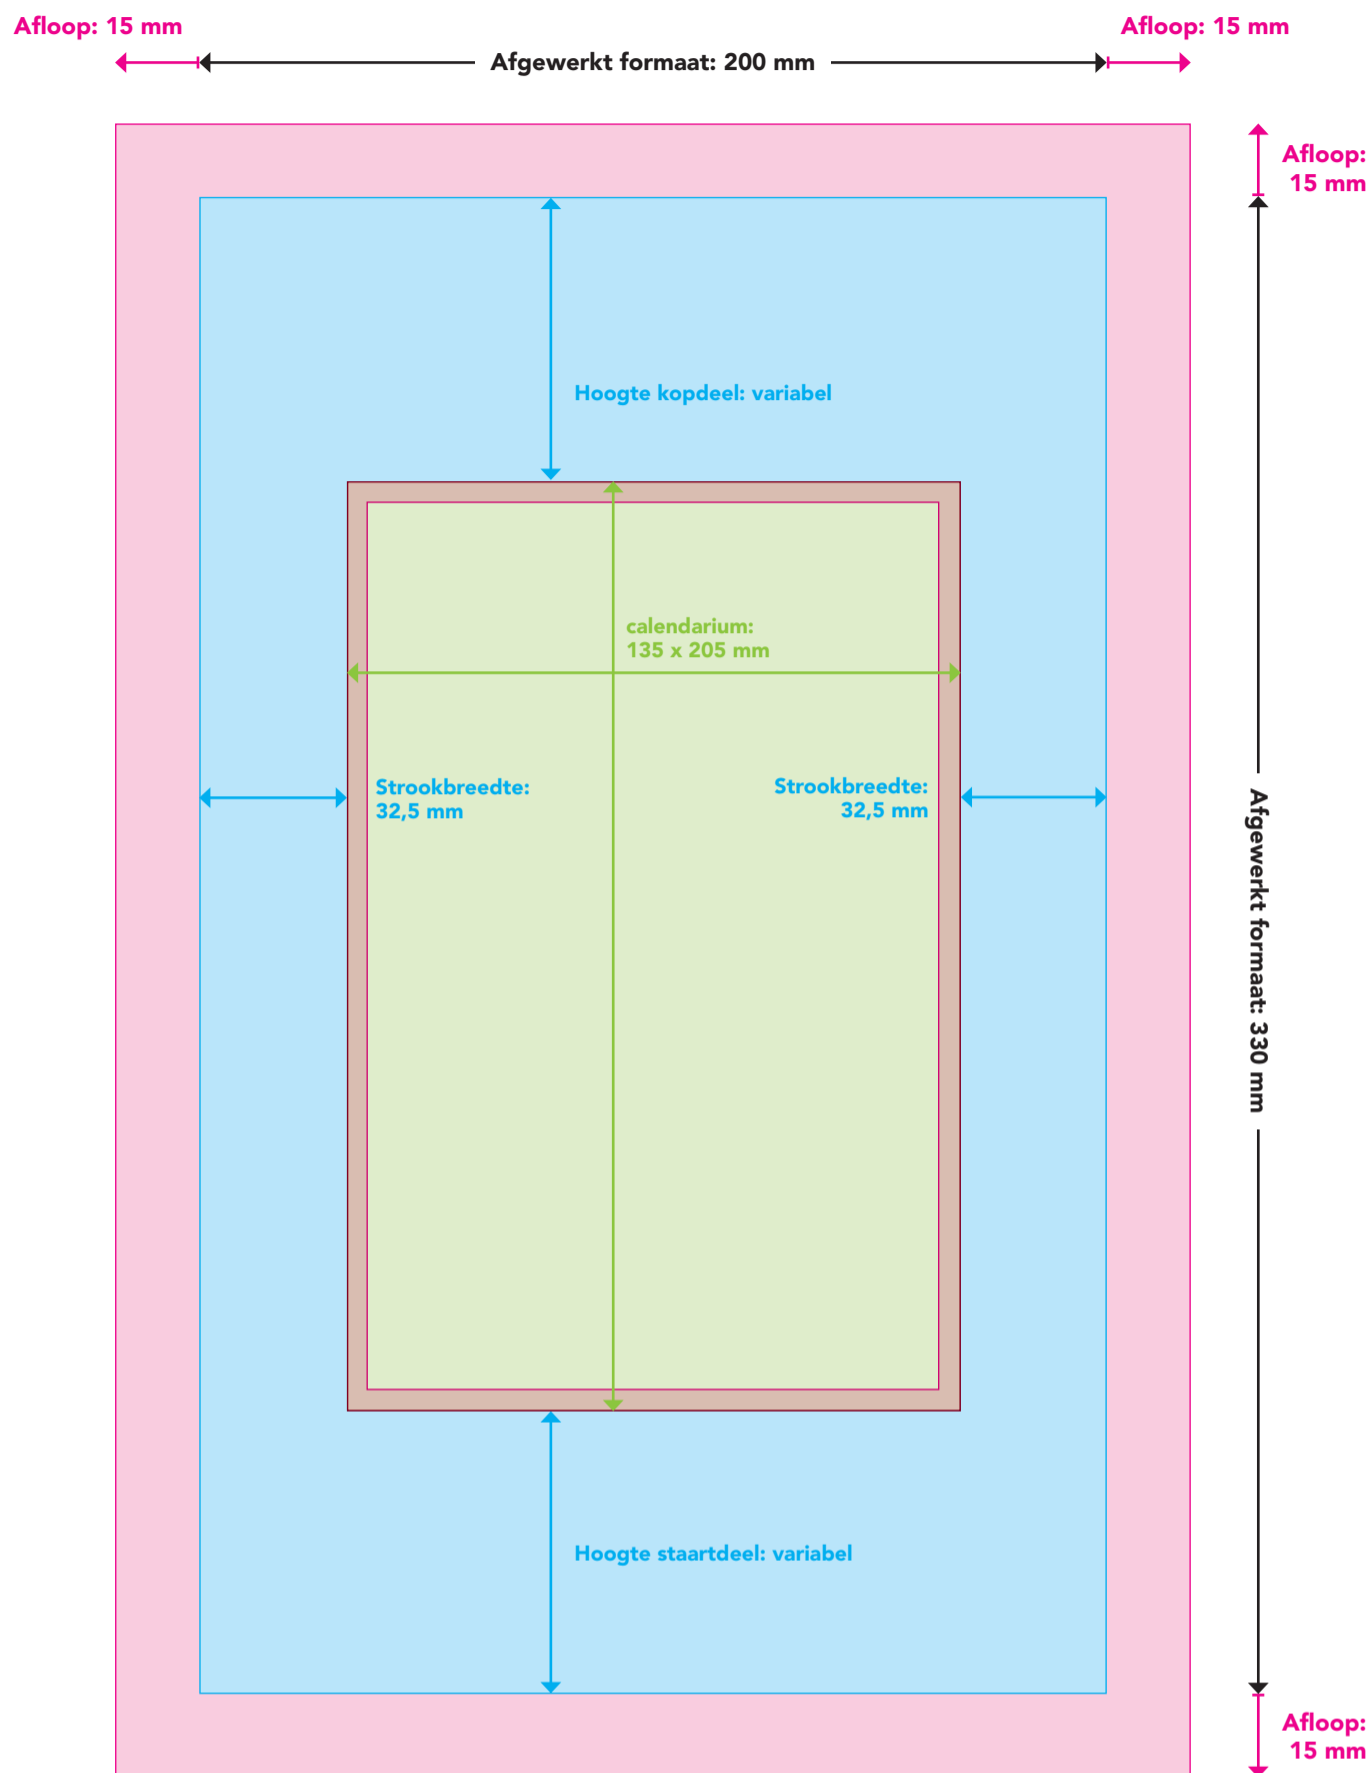 Afloop: 15 mm
Afloop: 15 mm
Afgewerkt formaat: 200 mm
Afloop:
15 mm
Hoogte kopdeel: variabel
calendarium:
135 x 205 mm
Strookbreedte:
32,5 mm
Strookbreedte:
32,5 mm
Afgewerkt formaat: 330 mm
Hoogte staartdeel: variabel
Afloop:
15 mm